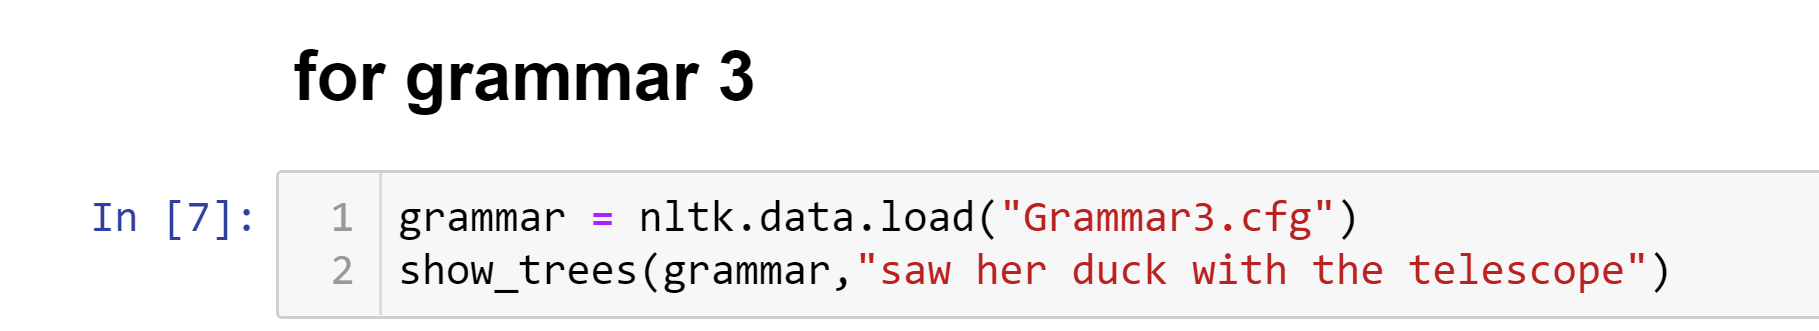 for grammar 3
In [7]:
1 grammar = nltk.data.load("Grammar3.cfg")
2 show_trees(grammar,"saw her duck with the telescope")